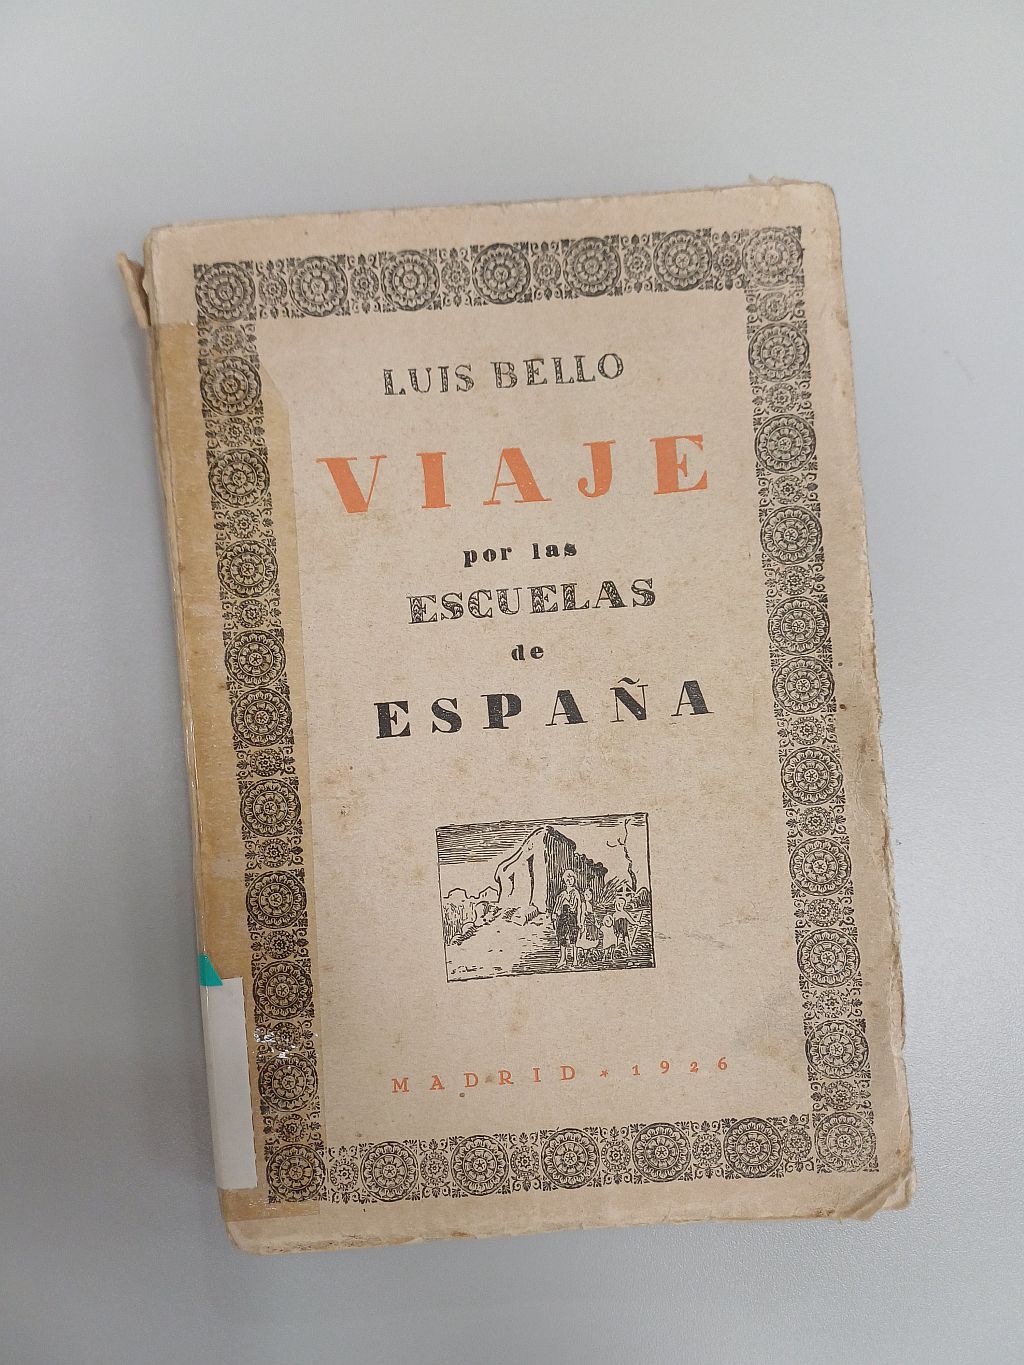 LUIS BELLO
VIAJE
por las
ESCUELAS
de
ESPAÑA
MADRID * 1926